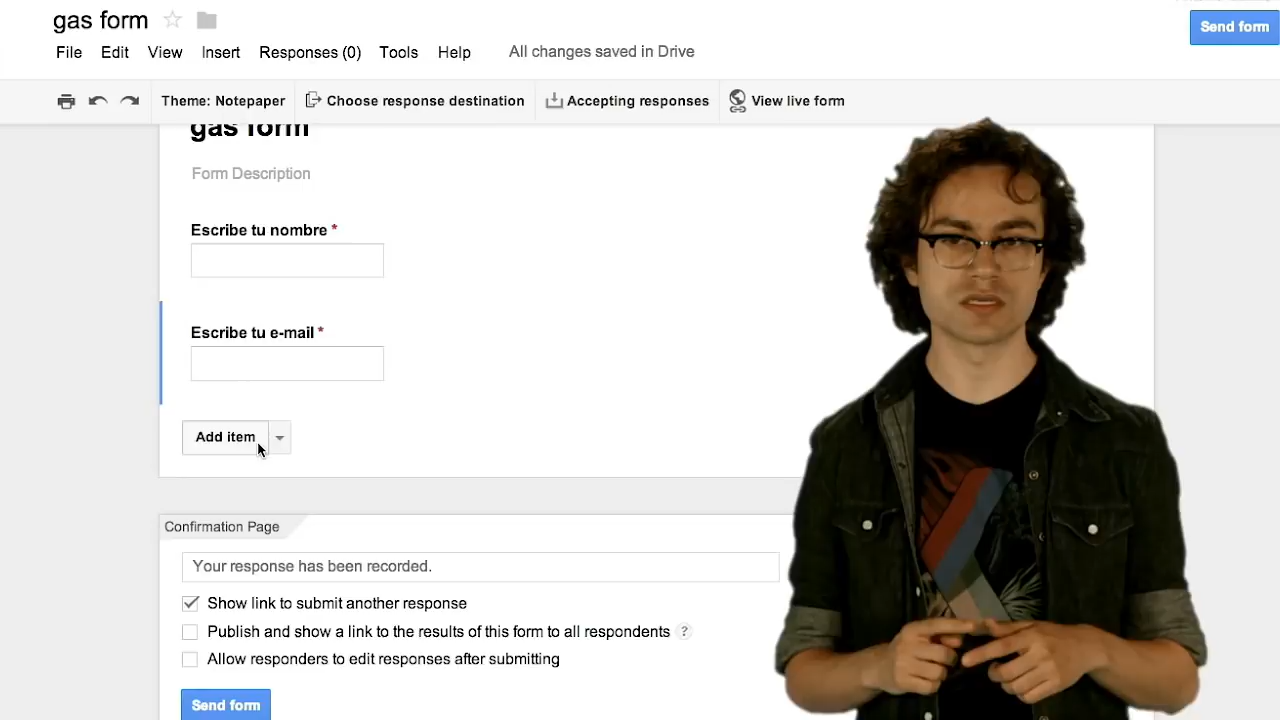 gas form
File Edit View Insert Responses (0) Tools Help All changes saved in Drive
Send form
Theme: Notepaper Choose response destination Accepting responses View live form
gas form
Form Description
Escribe tu nombre *
Escribe tu e-mail *
Add item
Confirmation Page
Your response has been recorded.
Show link to submit another response
Publish and show a link to the results of this form to all respondents ?
Allow responders to edit responses after submitting
Send form